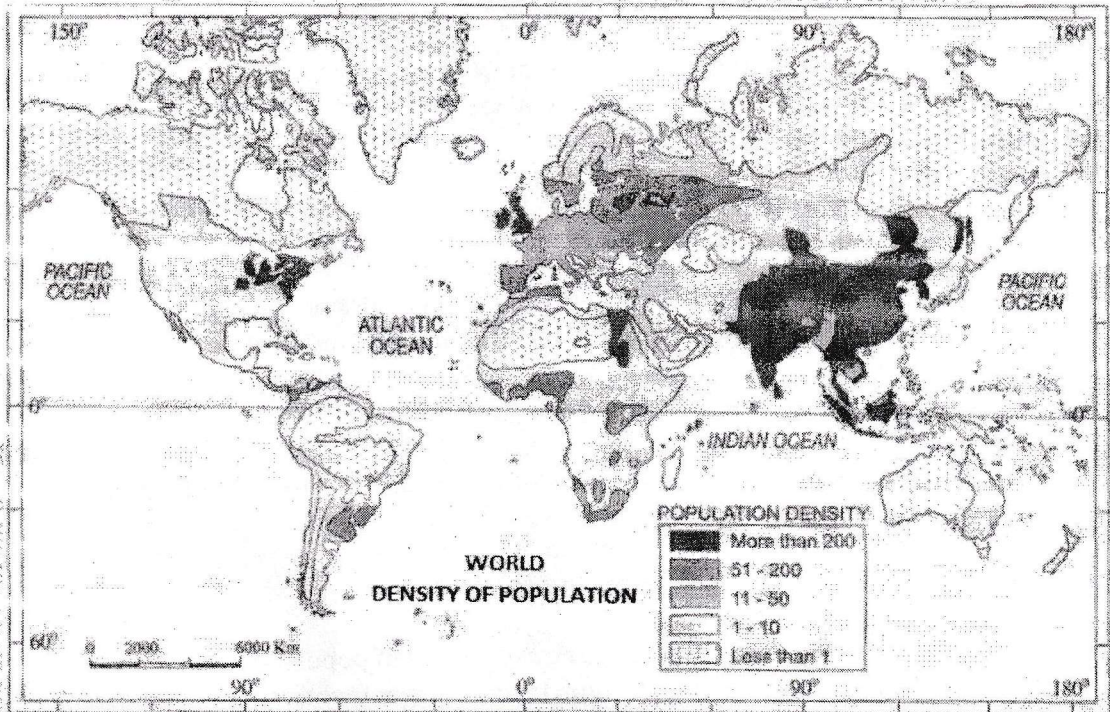 150°
0°
90°
180°
PACIFIC
OCEAN
ATLANTIC
OCEAN
PACIFIC
OCEAN
0°
0°
INDIAN OCEAN
POPULATION DENSITY
More than 200
51 - 200
11 - 50
1 - 10
Less than 1
WORLD
DENSITY OF POPULATION
60°
0 2000 6000 Km
90°
0°
90°
180°